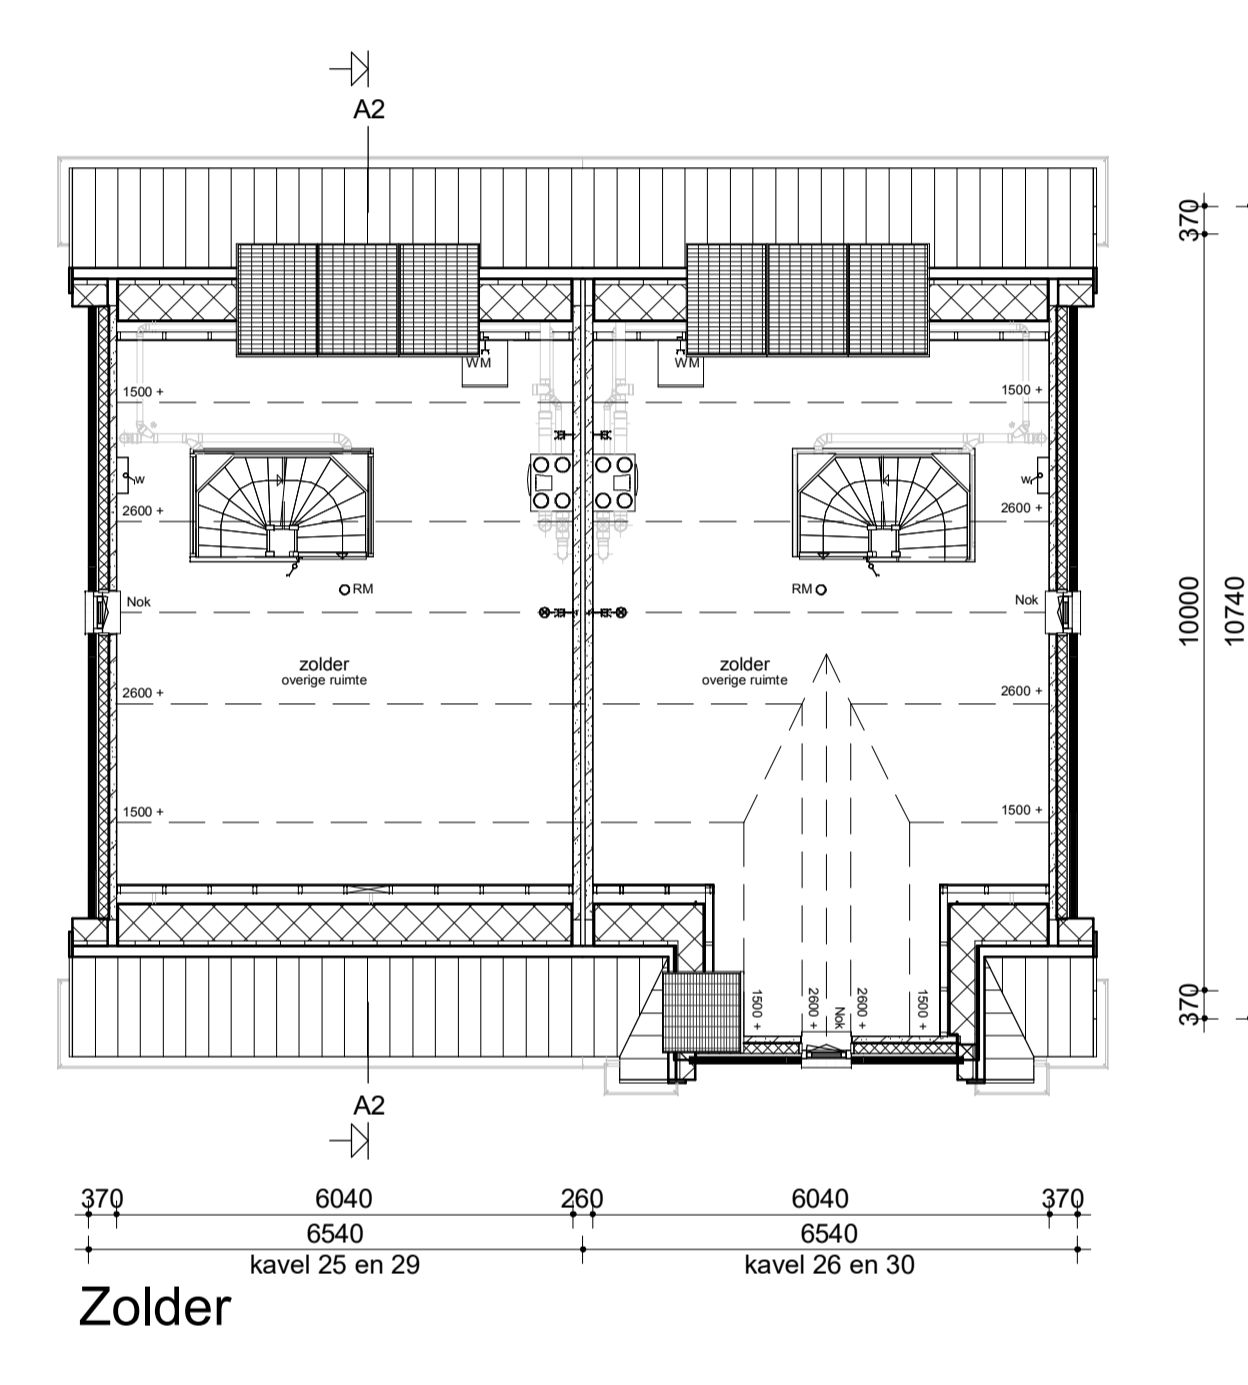 A2
370
WM WM
1500 + 1500 +
w w
2600 + 2600 +
RM RM
Nok Nok
10000
10740
zolder zolder
overige ruimte overige ruimte
2600 + 2600 +
1500 + 1500 +
370
1500 + 2600 + Nok 2600 + 1500 +
A2
370 6040 260 6040 370
6540 6540
kavel 25 en 29 kavel 26 en 30
Zolder